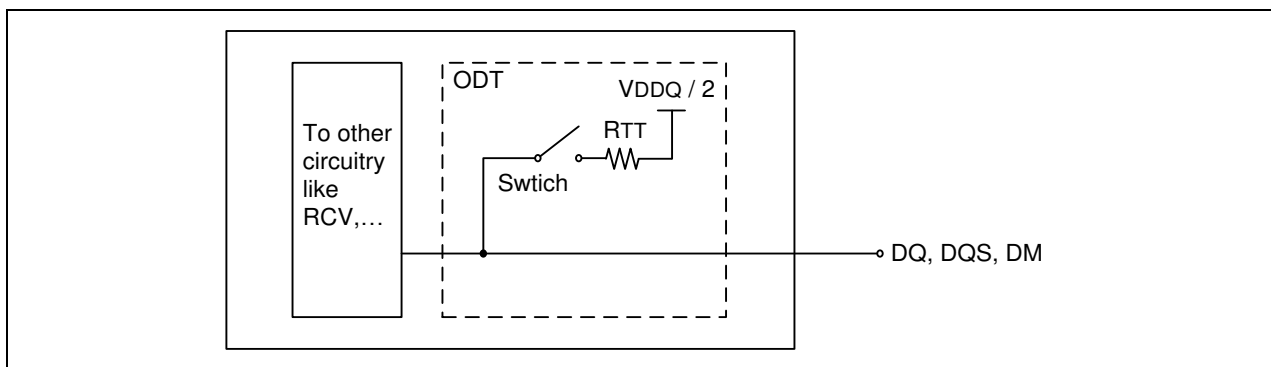 ODT
VDDQ / 2
RTT
Swtich
To other
circuitry
like
RCV,...
DQ, DQS, DM